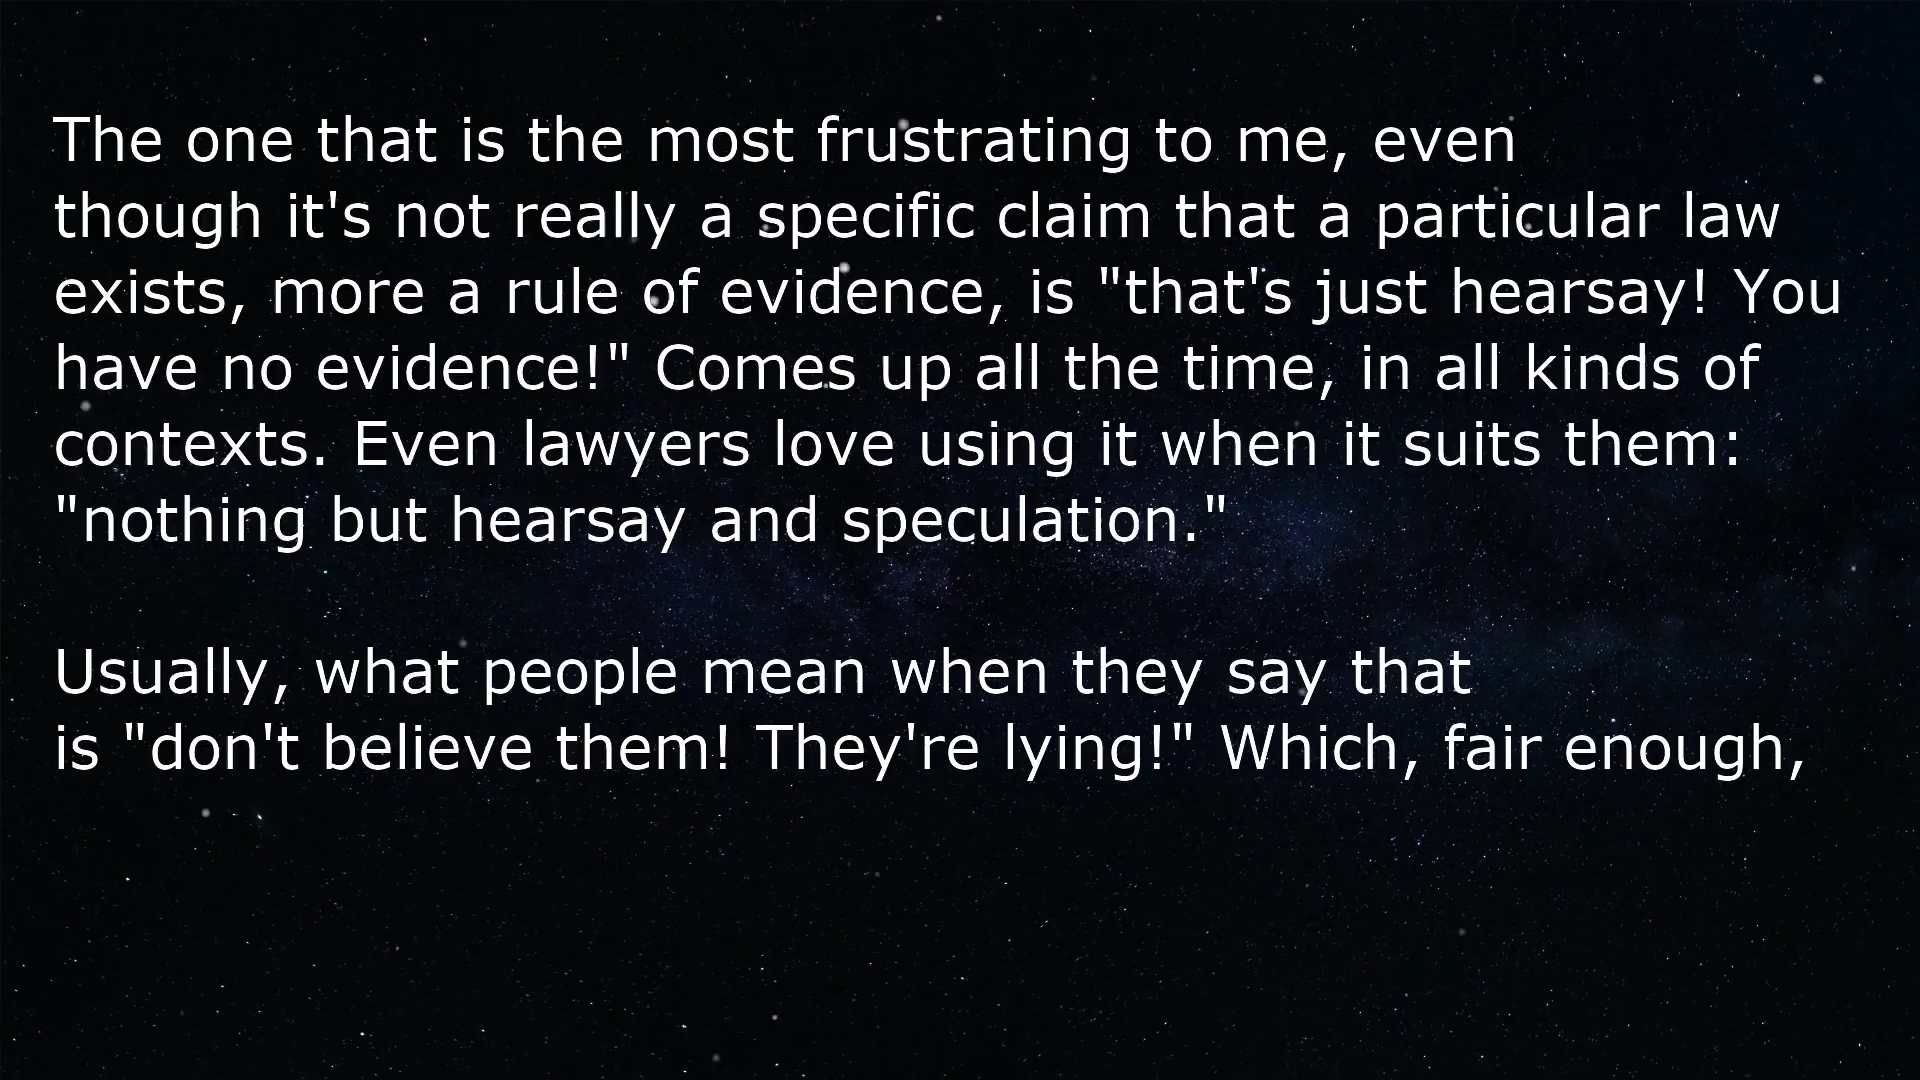 The one that is the most frustrating to me, even
though it's not really a specific claim that a particular law
exists, more a rule of evidence, is "that's just hearsay! You
have no evidence!" Comes up all the time, in all kinds of
contexts. Even lawyers love using it when it suits them:
"nothing but hearsay and speculation."
Usually, what people mean when they say that
is "don't believe them! They're lying!" Which, fair enough,